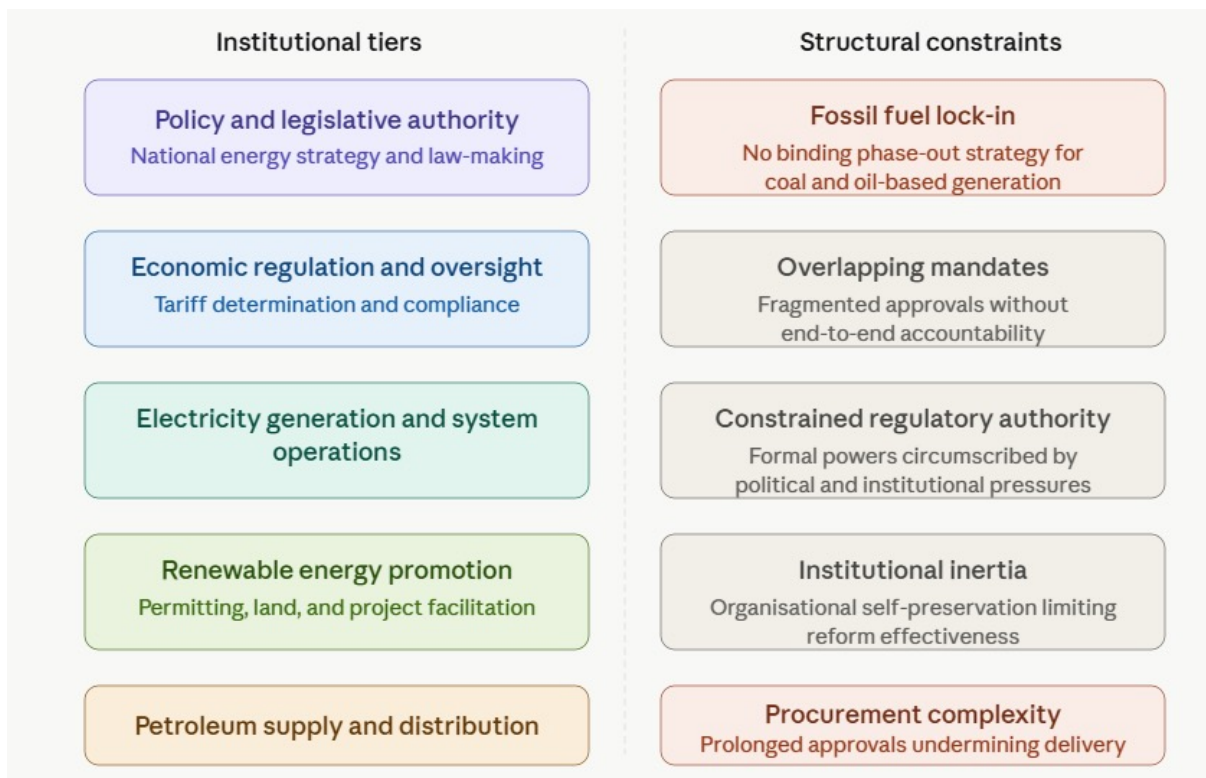 Institutional tiers
Policy and legislative authority
National energy strategy and law-making
Economic regulation and oversight
Tariff determination and compliance
Electricity generation and system
operations
Renewable energy promotion
Permitting, land, and project facilitation
Petroleum supply and distribution
Structural constraints
Fossil fuel lock-in
No binding phase-out strategy for
coal and oil-based generation
Overlapping mandates
Fragmented approvals without
end-to-end accountability
Constrained regulatory authority
Formal powers circumscribed by
political and institutional pressures
Institutional inertia
Organisational self-preservation limiting
reform effectiveness
Procurement complexity
Prolonged approvals undermining delivery